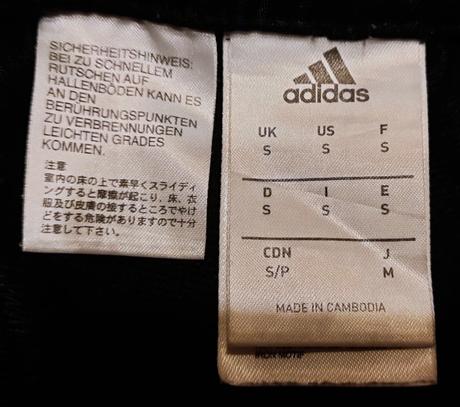 SICHERHEITSHINWEIS:
BEI ZU SCHNELLEM
RUTSCHEN AUF
HALLENBÖDEN KANN ES
AN DEN
BERÜHRUNGSPUNKTEN
ZU VERBRENNUNGEN
LEICHTEN GRADES
KOMMEN.
注意
室内の床の上で素早くスライディ
ングすると摩擦が起こり、床、衣
服及び皮膚の接するところでやけ
どをする危険がありますので十分
注意して下さい。
adidas
UK US F
S S S
D I E
S S S
CDN J
S/P M
MADE IN CAMBODIA